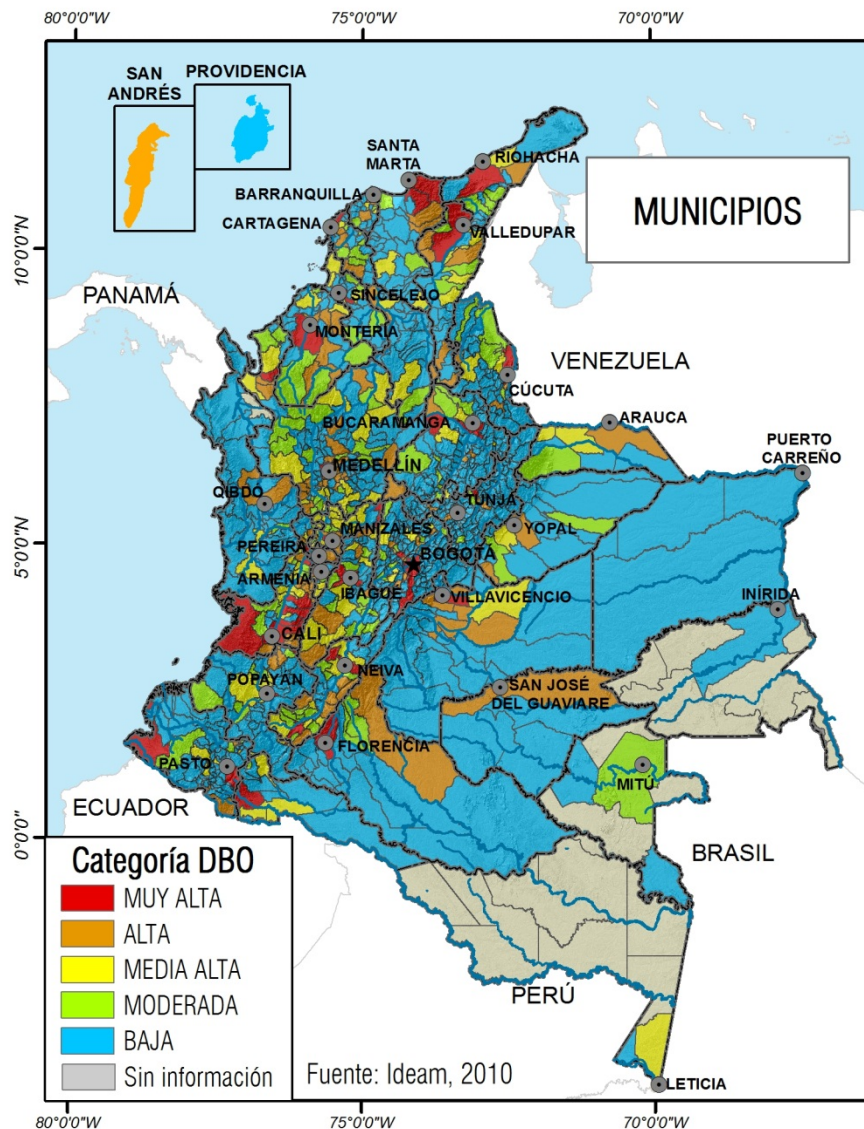 80°0'0"W
75°0'0"W
70°0'0"W
SAN
ANDRÉS
PROVIDENCIA
SANTA
MARTA
RIOHACHA
BARRANQUILLA
MUNICIPIOS
CARTAGENA
VALLEDUPAR
10°0'0"N
PANAMÁ
SINCELEJO
MONTERÍA
VENEZUELA
CÚCUTA
ARAUCA
BUCARAMANGA
PUERTO
CARREÑO
MEDELLÍN
QIBDÓ
TUNJA
5°0'0"N
MANIZALES
YOPAL
PEREIRA
BOGOTÁ
ARMENIA
IBAGUÉ
VILLAVICENCIO
INÍRIDA
CALI
NEIVA
POPAYÁN
SAN JOSÉ
DEL GUAVIARE
FLORENCIA
PASTO
MITÚ
ECUADOR
0°0'0"
BRASIL
Categoría DBO
MUY ALTA
ALTA
MEDIA ALTA
MODERADA
BAJA
Sin información
PERÚ
Fuente: Ideam, 2010
LETICIA
80°0'0"W
75°0'0"W
70°0'0"W